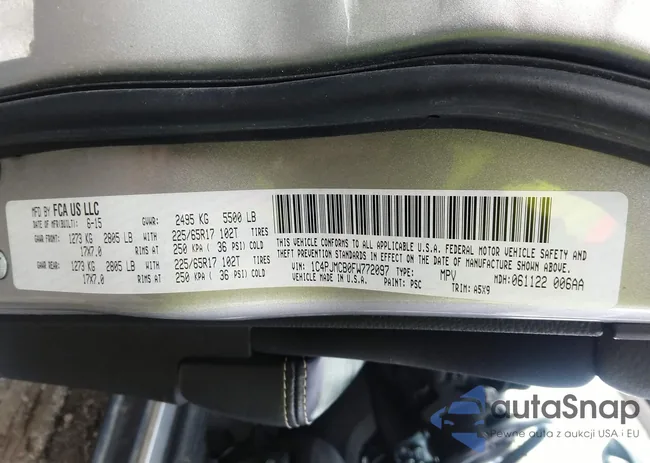 MFD BY FCA US LLC
DATE OF MFR(BUILT): 6-15 GVWR: 2495 KG 5500 LB
GAWR FRONT: 1273 KG 2805 LB WITH 225/65R17 102T TIRES
17X7.0 RIMS AT 250 KPA ( 36 PSI) COLD
GAWR REAR: 1273 KG 2805 LB WITH 225/65R17 102T TIRES
17X7.0 RIMS AT 250 KPA ( 36 PSI) COLD
THIS VEHICLE CONFORMS TO ALL APPLICABLE U.S.A. FEDERAL MOTOR VEHICLE SAFETY AND
THEFT PREVENTION STANDARDS IN EFFECT ON THE DATE OF MANUFACTURE SHOWN ABOVE.
VIN: 1C4PJMCB0FW772097 TYPE: MPV MDH: 061122 006AA
VEHICLE MADE IN U.S.A. PAINT: PSC TRIM: A5X9
autaSnap
Pewne auta z aukcji USA i EU